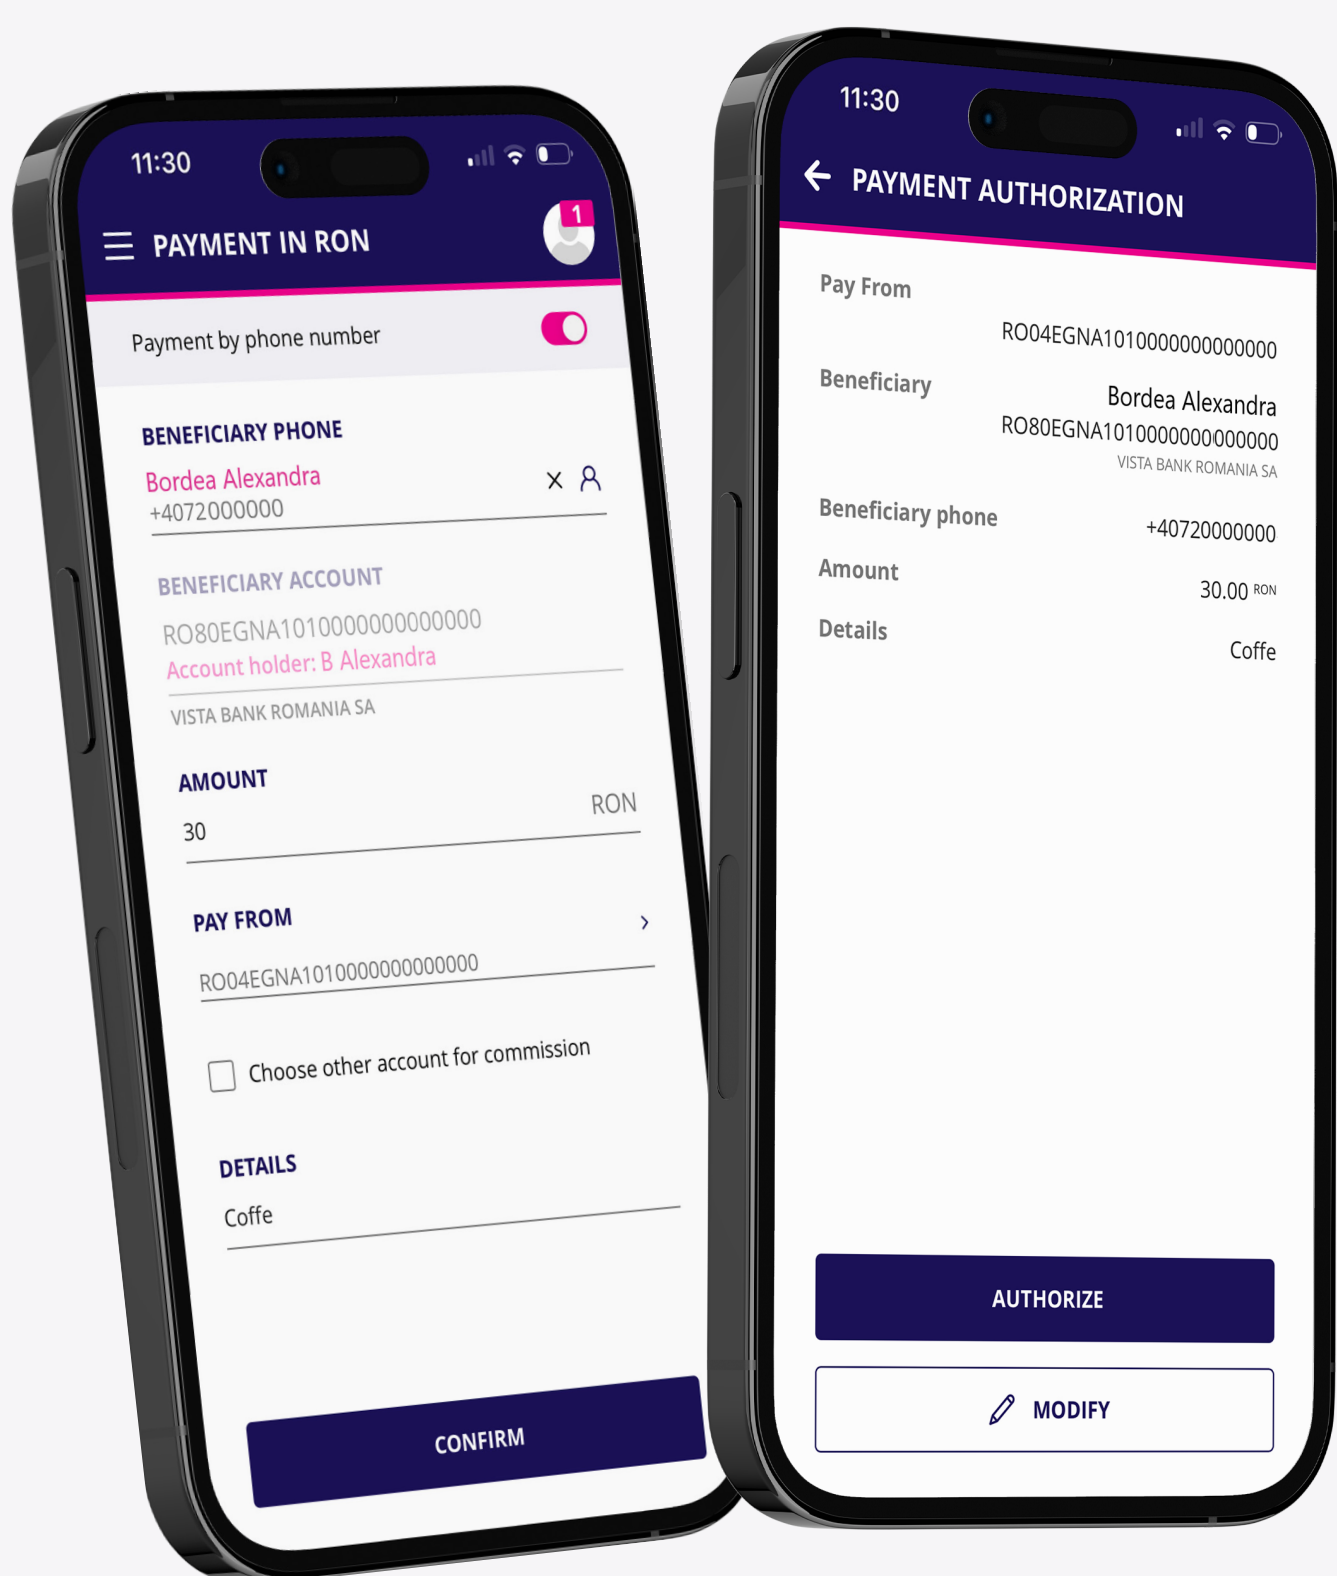 11:30
PAYMENT IN RON
1
Payment by phone number
BENEFICIARY PHONE
Bordea Alexandra
+4072000000
BENEFICIARY ACCOUNT
RO80EGNA1010000000000000
Account holder: B Alexandra
VISTA BANK ROMANIA SA
AMOUNT
30
RON
PAY FROM
RO04EGNA1010000000000000
Choose other account for commission
DETAILS
Coffe
CONFIRM
11:30
PAYMENT AUTHORIZATION
Pay From
RO04EGNA1010000000000000
Beneficiary
Bordea Alexandra
RO80EGNA1010000000000000
VISTA BANK ROMANIA SA
Beneficiary phone
+40720000000
Amount
30.00 RON
Details
Coffe
AUTHORIZE
MODIFY